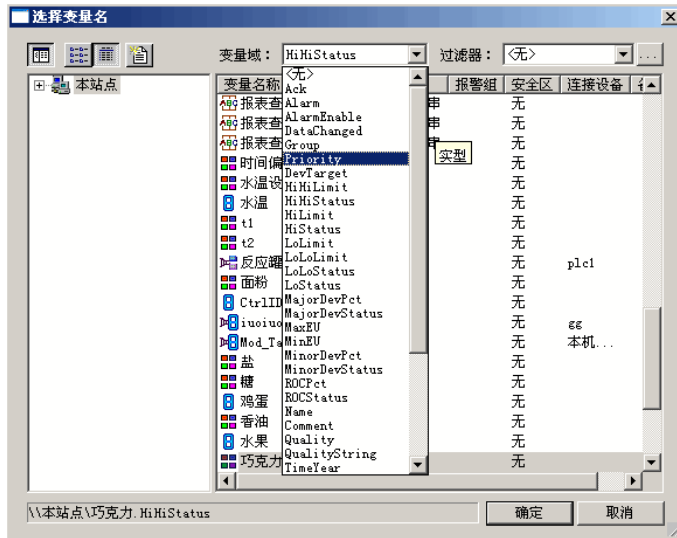 选择变量名
变量域： HiHiStatus 过滤器： <无> ...
本站点
变量名称 报警组 安全区 连接设备
<无>
Ack
Alarm
AlarmEnable
DataChanged
Group
Priority
DevTarget
HiHiLimit
HiHiStatus
HiLimit
HiStatus
LoLimit
LoLoLimit
LoLoStatus
LoStatus
MajorDevPct
MajorDevStatus
MaxEU
MinEU
MinorDevPct
MinorDevStatus
ROCPct
ROCStatus
Name
Comment
Quality
QualityString
TimeYear
实型
报表查 串 无
报表查 串 无
报表查 无
时间偏 无
水温设 无
水温 无
t1 无
t2 无
反应罐 无 plc1
面粉 无
CtrlID 无
iuoiuo 无 gg
Mod_Ta 无 本机...
盐 无
糖 无
鸡蛋 无
香油 无
水果 无
巧克力 无
\\本站点\巧克力.HiHiStatus
确定 取消